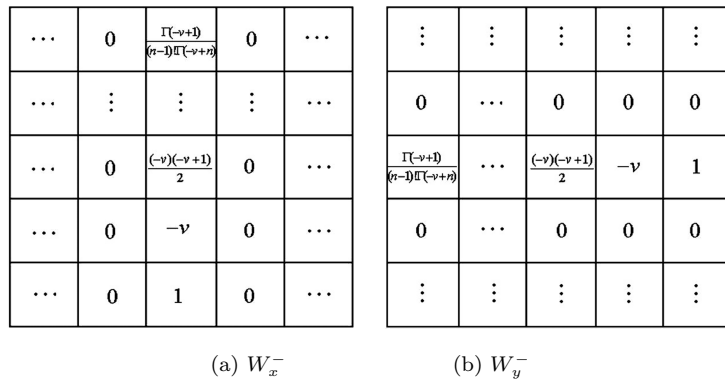 ⋯ 0 Γ(-v+1)/(n-1)!Γ(-v+n) 0 ⋯
⋯ ⋮ ⋮ ⋮ ⋯
⋯ 0 (-v)(-v+1)/2 0 ⋯
⋯ 0 -v 0 ⋯
⋯ 0 1 0 ⋯
(a) W_x^-
⋮ ⋮ ⋮ ⋮ ⋮
0 ⋯ 0 0 0
Γ(-v+1)/(n-1)!Γ(-v+n) ⋯ (-v)(-v+1)/2 -v 1
0 ⋯ 0 0 0
⋮ ⋮ ⋮ ⋮ ⋮
(b) W_y^-